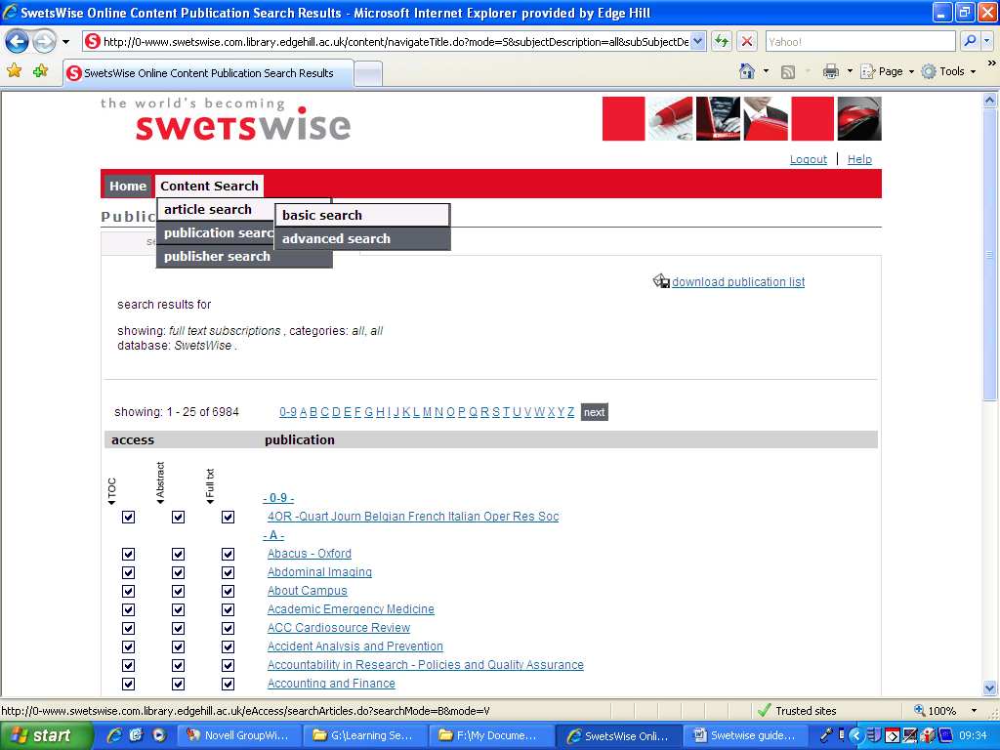 SwetsWise Online Content Publication Search Results - Microsoft Internet Explorer provided by Edge Hill
http://0-www.swetswise.com.library.edgehill.ac.uk/content/navigateTitle.do?mode=S&subjectDescription=all&subSubjectDe
Yahoo!
SwetsWise Online Content Publication Search Results
Page
Tools
the world's becoming
swetswise
Logout | Help
Home Content Search
article search
basic search
Public
publication searc
advanced search
se
publisher search
download publication list
search results for
showing: full text subscriptions , categories: all, all
database: SwetsWise .
showing: 1 - 25 of 6984 0-9 A B C D E F G H I J K L M N O P Q R S T U V W X Y Z next
access publication
TOC Abstract Full txt
- 0-9 -
4OR -Quart Journ Belgian French Italian Oper Res Soc
- A -
Abacus - Oxford
Abdominal Imaging
About Campus
Academic Emergency Medicine
ACC Cardiosource Review
Accident Analysis and Prevention
Accountability in Research - Policies and Quality Assurance
Accounting and Finance
http://0-www.swetswise.com.library.edgehill.ac.uk/eAccess/searchArticles.do?searchMode=B&mode=V
Trusted sites
100%
start
Novell GroupWi...
G:\Learning Se...
F:\My Docume...
SwetsWise Onli...
Swetwise guide...
09:34